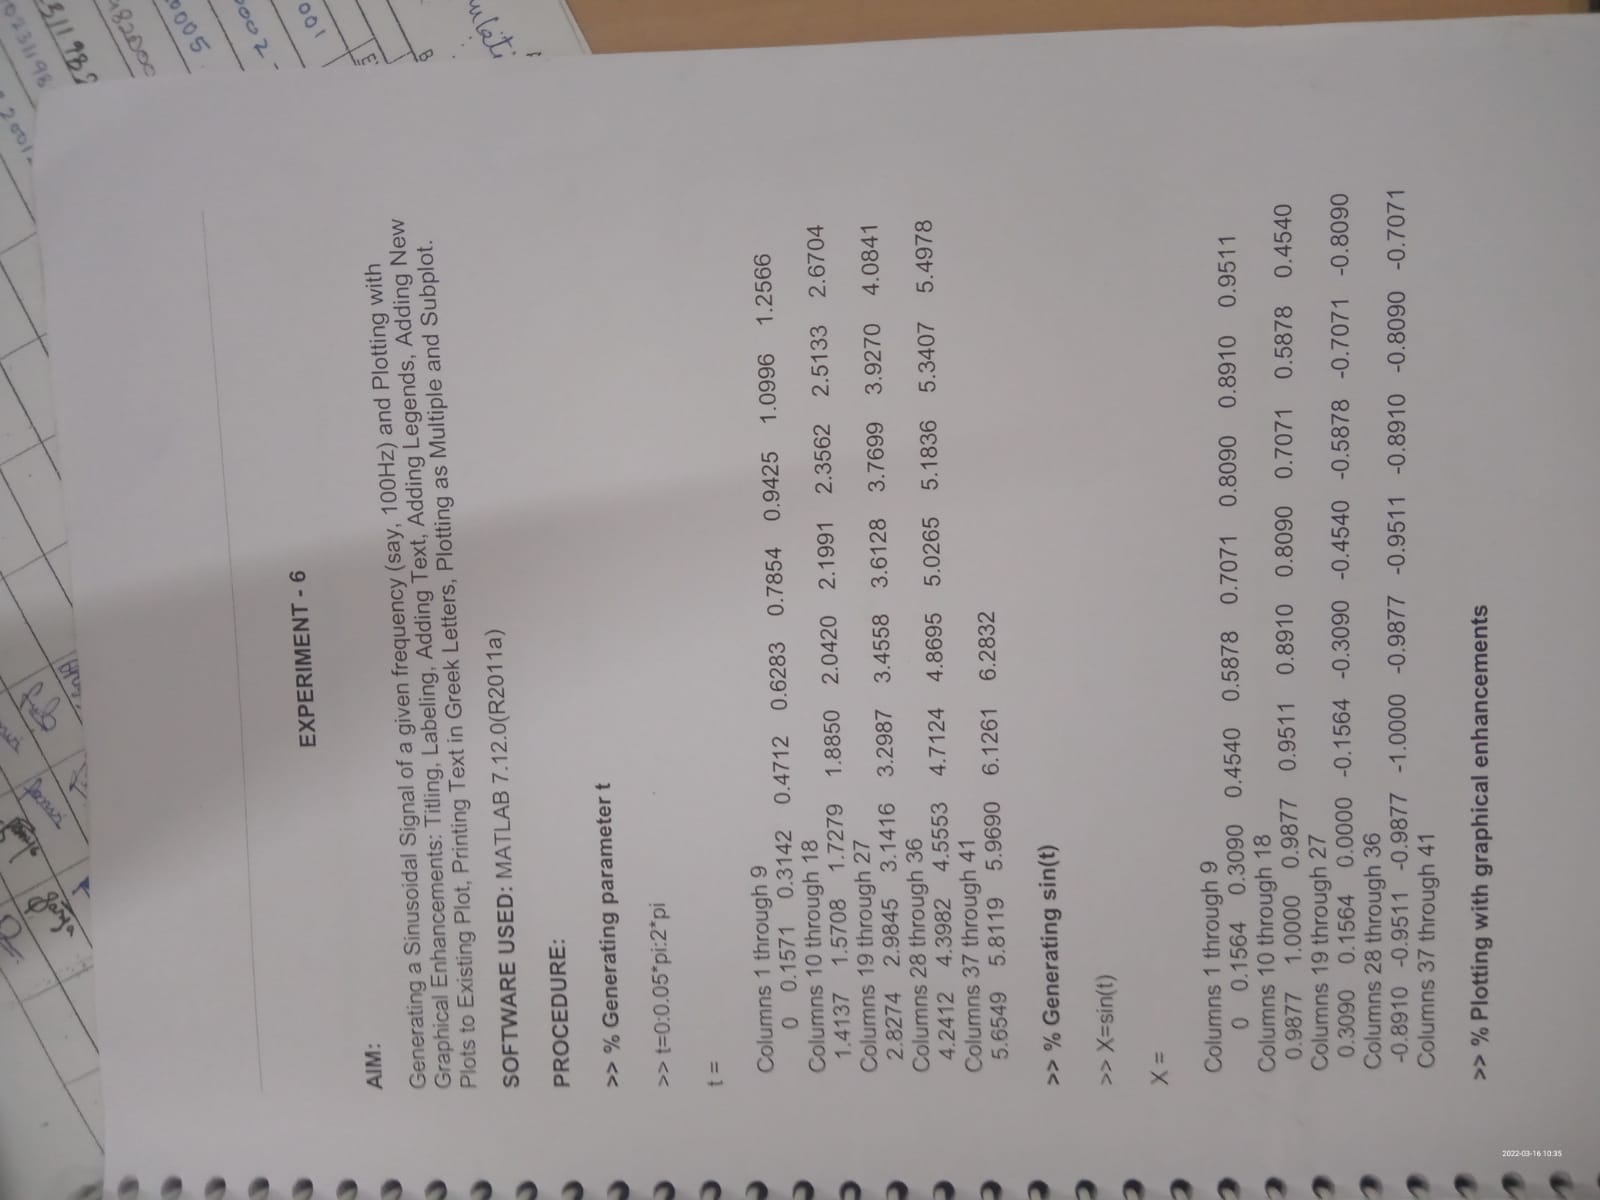 EXPERIMENT - 6
AIM:
Generating a Sinusoidal Signal of a given frequency (say, 100Hz) and Plotting with
Graphical Enhancements: Titling, Labeling, Adding Text, Adding Legends, Adding New
Plots to Existing Plot, Printing Text in Greek Letters, Plotting as Multiple and Subplot.
SOFTWARE USED: MATLAB 7.12.0(R2011a)
PROCEDURE:
>> % Generating parameter t
>> t=0:0.05*pi:2*pi
t =
Columns 1 through 9
0 0.1571 0.3142 0.4712 0.6283 0.7854 0.9425 1.0996 1.2566
Columns 10 through 18
1.4137 1.5708 1.7279 1.8850 2.0420 2.1991 2.3562 2.5133 2.6704
Columns 19 through 27
2.8274 2.9845 3.1416 3.2987 3.4558 3.6128 3.7699 3.9270 4.0841
Columns 28 through 36
4.2412 4.3982 4.5553 4.7124 4.8695 5.0265 5.1836 5.3407 5.4978
Columns 37 through 41
5.6549 5.8119 5.9690 6.1261 6.2832
>> % Generating sin(t)
>> X=sin(t)
X =
Columns 1 through 9
0 0.1564 0.3090 0.4540 0.5878 0.7071 0.8090 0.8910 0.9511
Columns 10 through 18
0.9877 1.0000 0.9877 0.9511 0.8910 0.8090 0.7071 0.5878 0.4540
Columns 19 through 27
0.3090 0.1564 0.0000 -0.1564 -0.3090 -0.4540 -0.5878 -0.7071 -0.8090
Columns 28 through 36
-0.8910 -0.9511 -0.9877 -1.0000 -0.9877 -0.9511 -0.8910 -0.8090 -0.7071
Columns 37 through 41
>> % Plotting with graphical enhancements
2022-03-16 10:35